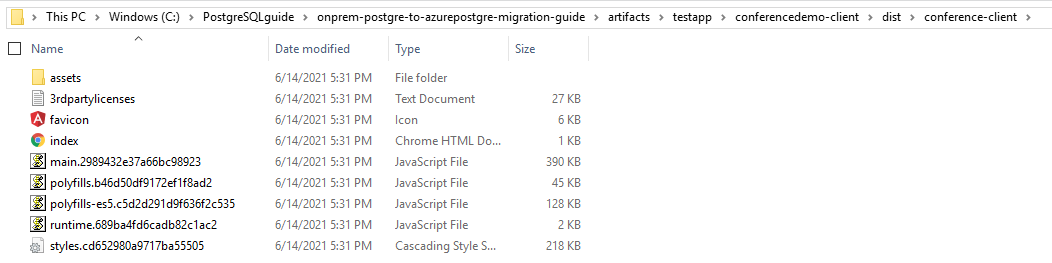 This PC > Windows (C:) > PostgreSQLguide > onprem-postgre-to-azurepostgre-migration-guide > artifacts > testapp > conferencedemo-client > dist > conference-client >
Name Date modified Type Size
assets 6/14/2021 5:31 PM File folder
3rdpartylicenses 6/14/2021 5:31 PM Text Document 27 KB
favicon 6/14/2021 5:31 PM Icon 6 KB
index 6/14/2021 5:31 PM Chrome HTML Do... 1 KB
main.2989432e37a66bc98923 6/14/2021 5:31 PM JavaScript File 390 KB
polyfills.b46d50df9172ef1f8ad2 6/14/2021 5:31 PM JavaScript File 45 KB
polyfills-es5.c5d2d291d9f636f2c535 6/14/2021 5:31 PM JavaScript File 128 KB
runtime.689ba4fd6cadb82c1ac2 6/14/2021 5:31 PM JavaScript File 2 KB
styles.cd652980a9717ba55505 6/14/2021 5:31 PM Cascading Style S... 218 KB